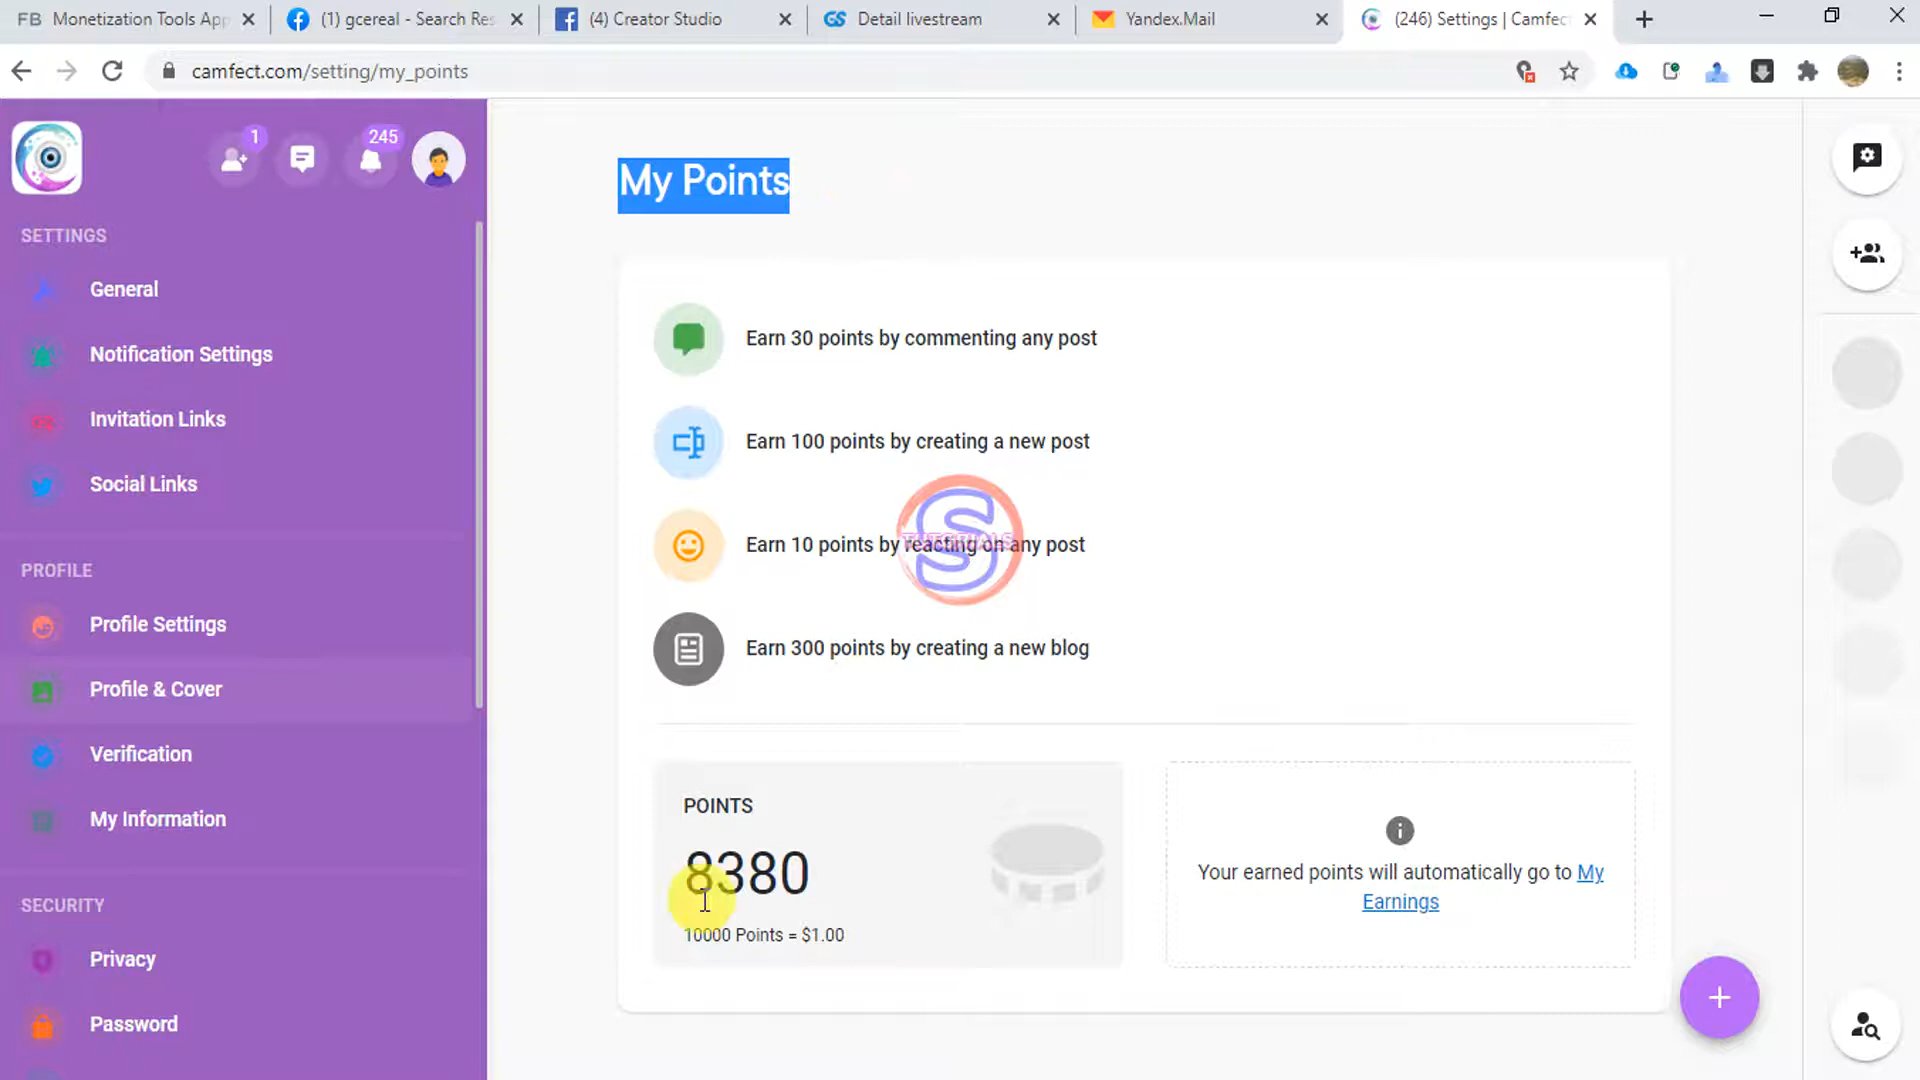 FB Monetization Tools App
(1) gcereal - Search Res
(4) Creator Studio
GS Detail livestream
Yandex.Mail
(246) Settings | Camfect
camfect.com/setting/my_points
1
245
SETTINGS
General
Notification Settings
Invitation Links
Social Links
PROFILE
Profile Settings
Profile & Cover
Verification
My Information
SECURITY
Privacy
Password
My Points
Earn 30 points by commenting any post
Earn 100 points by creating a new post
Earn 10 points by reacting on any post
Earn 300 points by creating a new blog
S
TUTORIALS
POINTS
8380
10000 Points = $1.00
Your earned points will automatically go to My
Earnings